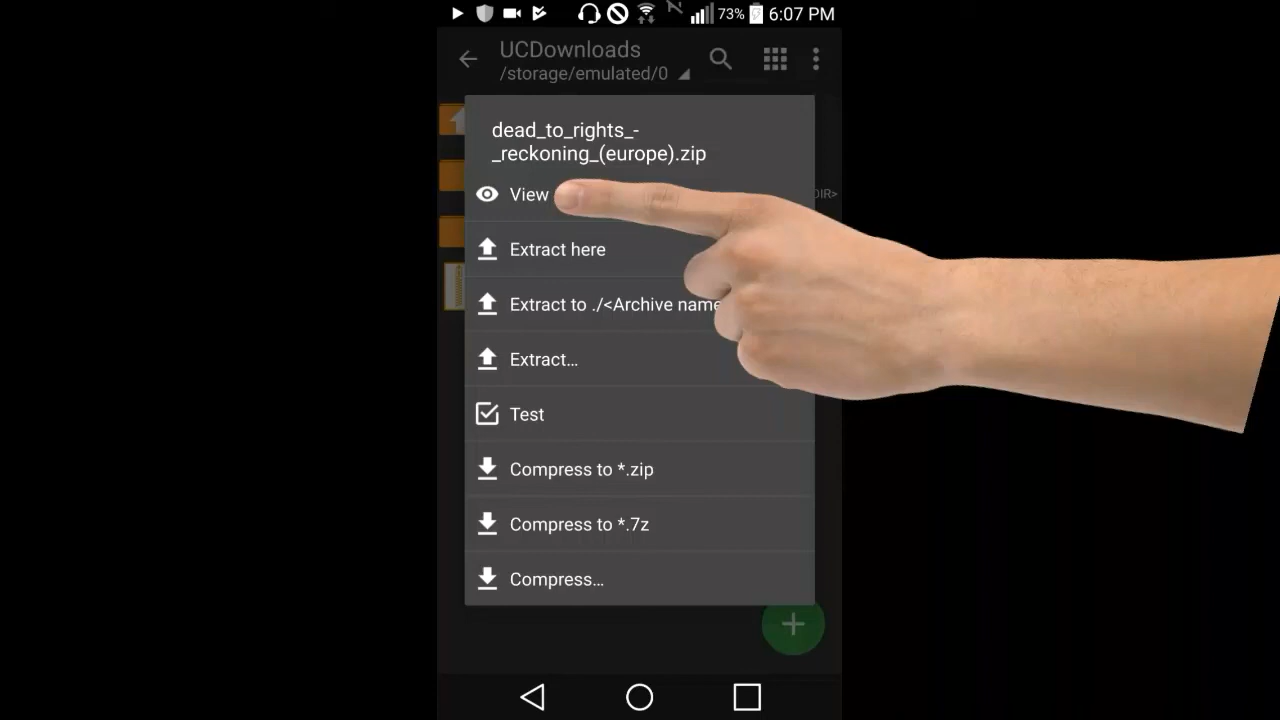 73% 6:07 PM
UCDownloads
/storage/emulated/0
dead_to_rights_-
_reckoning_(europe).zip
View
DIR>
Extract here
Extract to ./<Archive name
Extract...
Test
Compress to *.zip
Compress to *.7z
Compress...